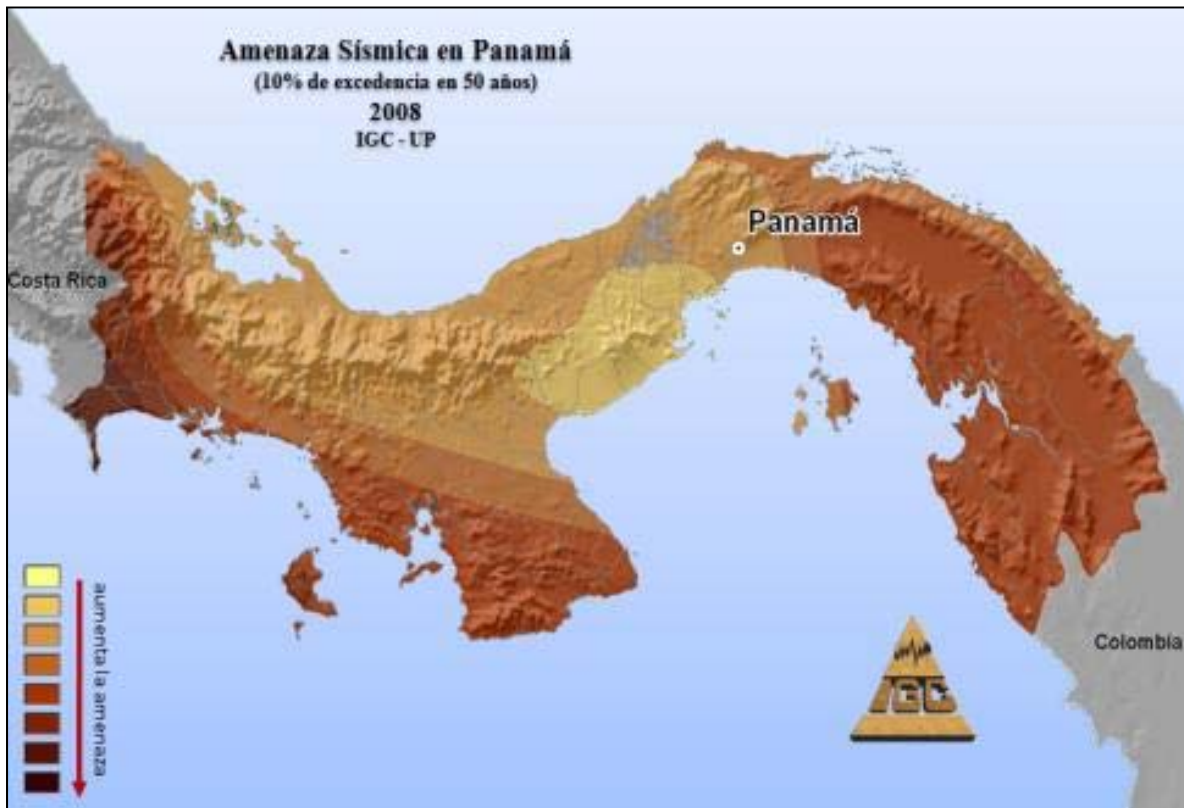 Amenaza Sísmica en Panamá
(10% de excedencia en 50 años)
2008
IGC - UP
Panamá
Costa Rica
Colombia
aumenta la amenaza
IGC